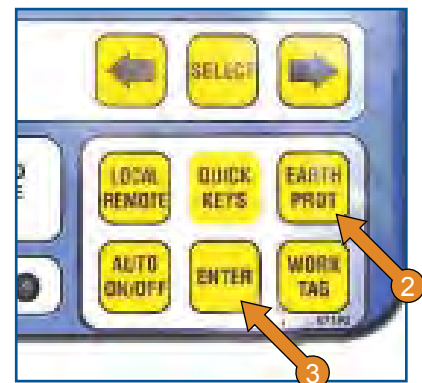 SELECT
LOCAL
REMOTE
QUICK
KEYS
EARTH
PROT
AUTO
ON/OFF
ENTER
WORK
TAG
2
3